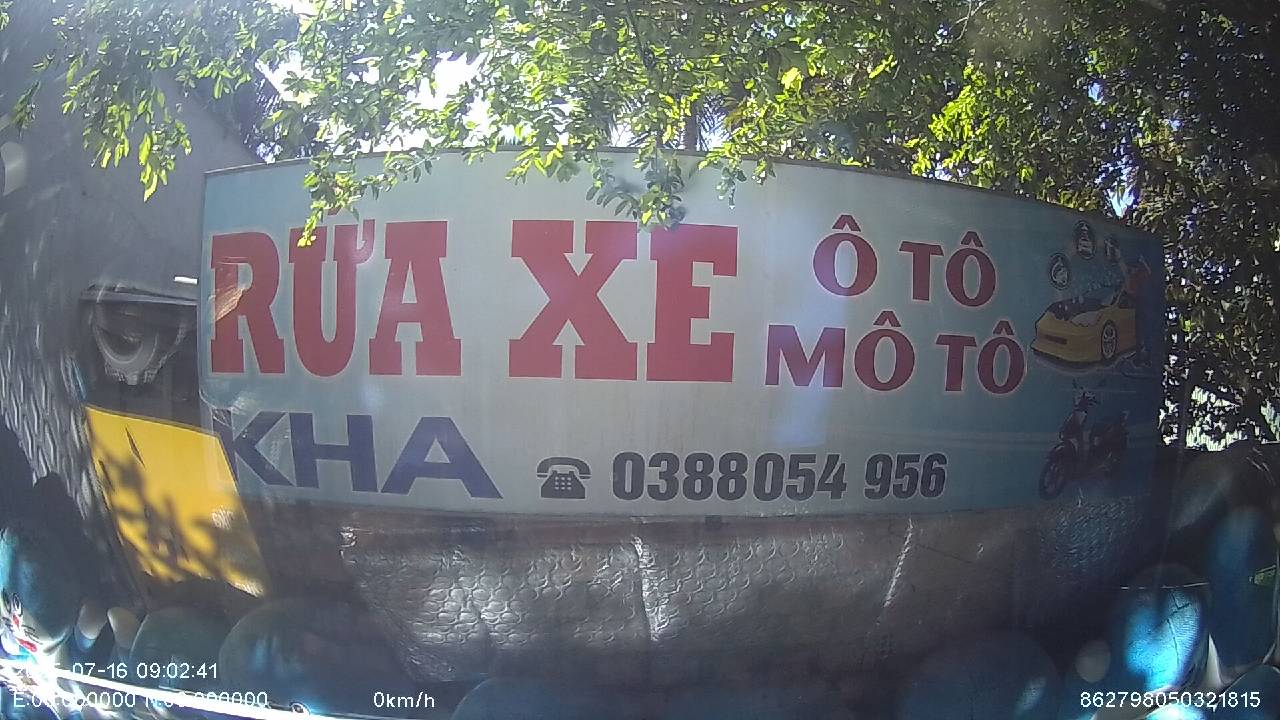 RỬA XE
Ô TÔ
MÔ TÔ
KHA
☎ 0388054 956
07-16 09:02:41
0km/h
862798050321815